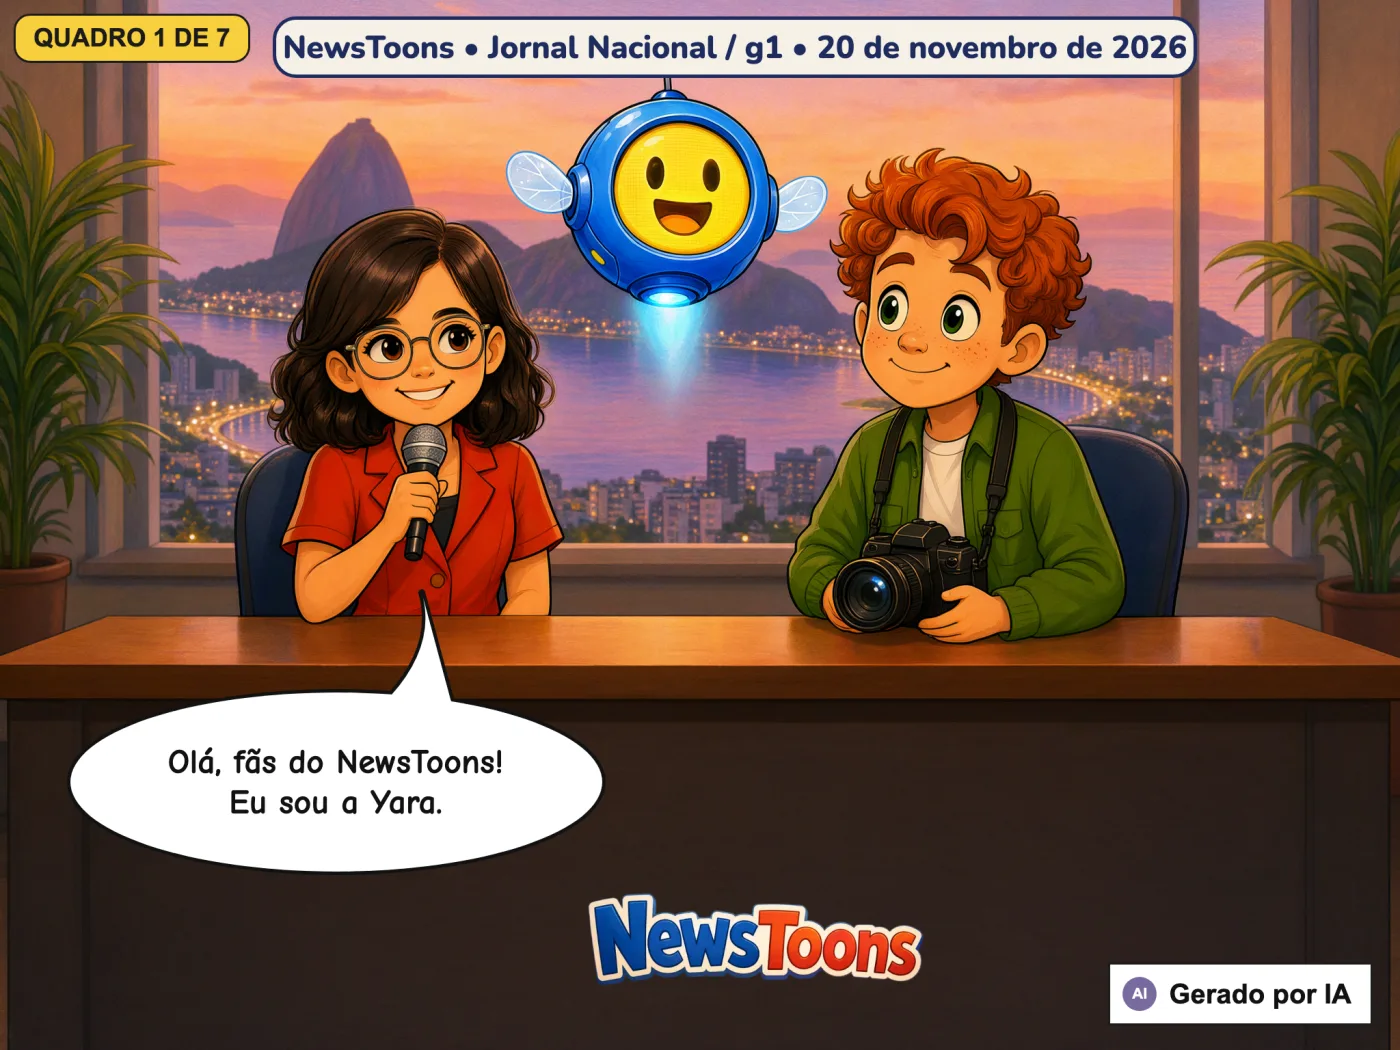 QUADRO 1 DE 7
NewsToons • Jornal Nacional / g1 • 20 de novembro de 2026
Olá, fãs do NewsToons!
Eu sou a Yara.
NewsToons
AI Gerado por IA